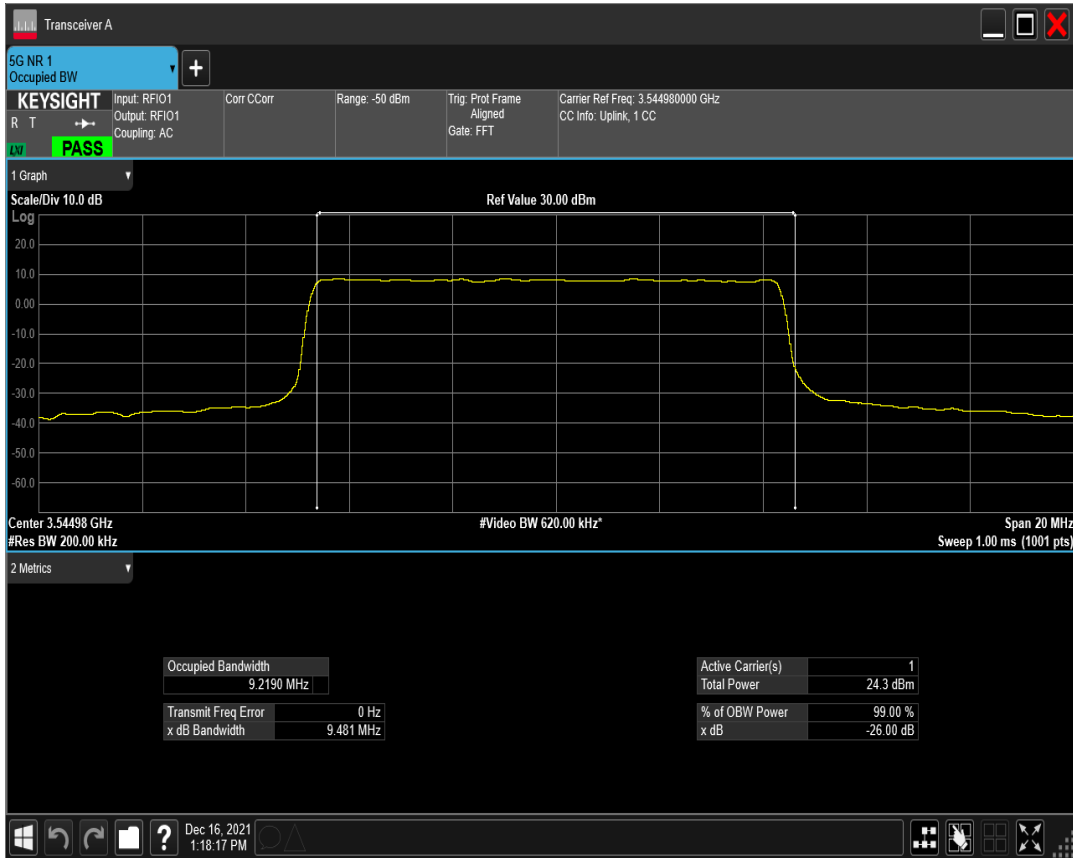 Transceiver A
5G NR 1
Occupied BW
+
KEYSIGHT
R T
LXI
PASS
Input: RFIO1
Output: RFIO1
Coupling: AC
Corr CCorr
Range: -50 dBm
Trig: Prot Frame
Aligned
Gate: FFT
Carrier Ref Freq: 3.544980000 GHz
CC Info: Uplink, 1 CC
1 Graph
Scale/Div 10.0 dB
Ref Value 30.00 dBm
Log
20.0
10.0
0.00
-10.0
-20.0
-30.0
-40.0
-50.0
-60.0
Center 3.54498 GHz
#Video BW 620.00 kHz*
Span 20 MHz
#Res BW 200.00 kHz
Sweep 1.00 ms (1001 pts)
2 Metrics
Occupied Bandwidth
9.2190 MHz
Transmit Freq Error 0 Hz
x dB Bandwidth 9.481 MHz
Active Carrier(s) 1
Total Power 24.3 dBm
% of OBW Power 99.00 %
x dB -26.00 dB
?
Dec 16, 2021
1:18:17 PM